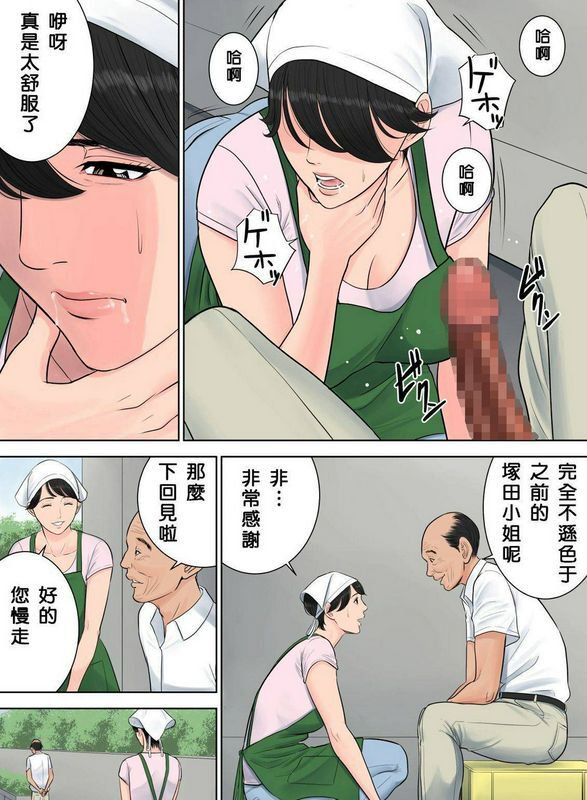 哈啊
ゲホッ
哈啊
哈啊
ゲホッ
ビクン
ビクン
咿呀
真是太舒服了
完全不遜色于
之前的
塚田小姐呢
非…
非常感謝
那麼
下回見啦
好的
您慢走